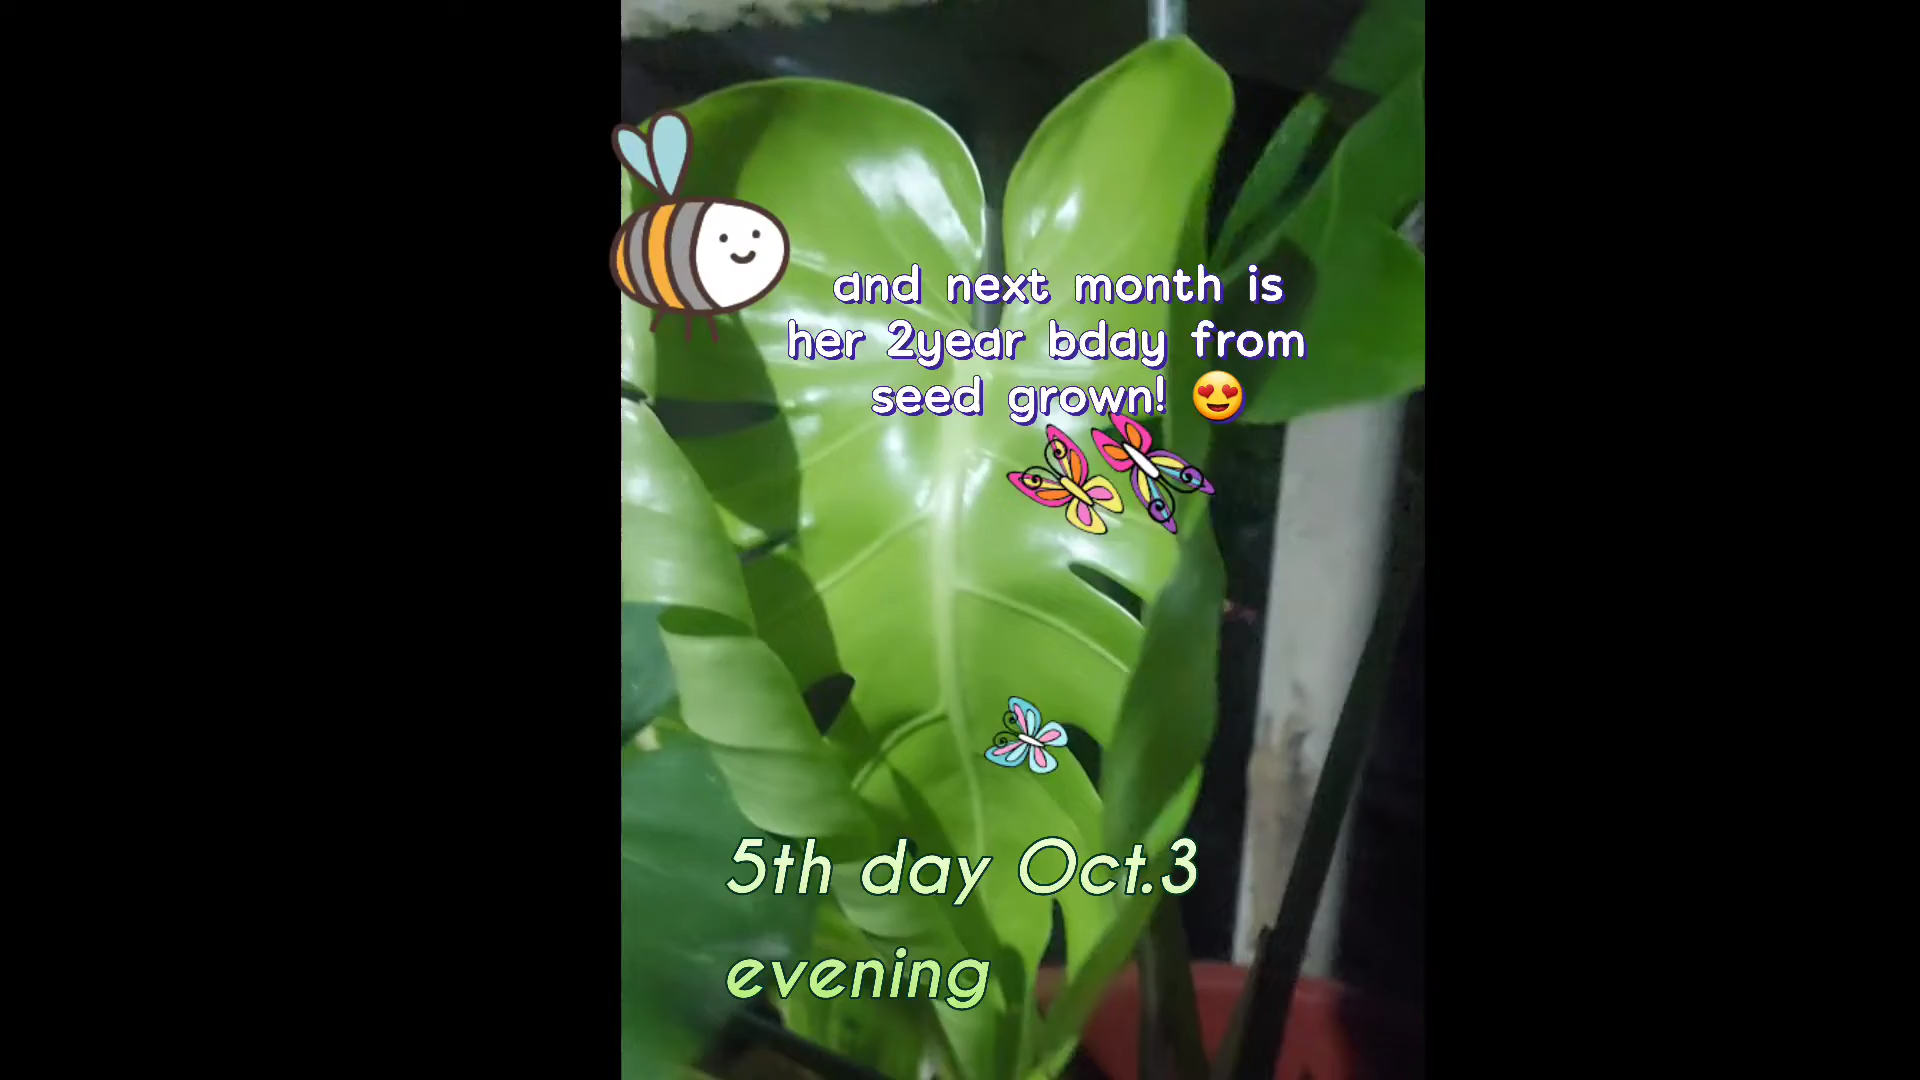 and next month is
her 2year bday from
seed grown! 😍
5th day Oct.3
evening